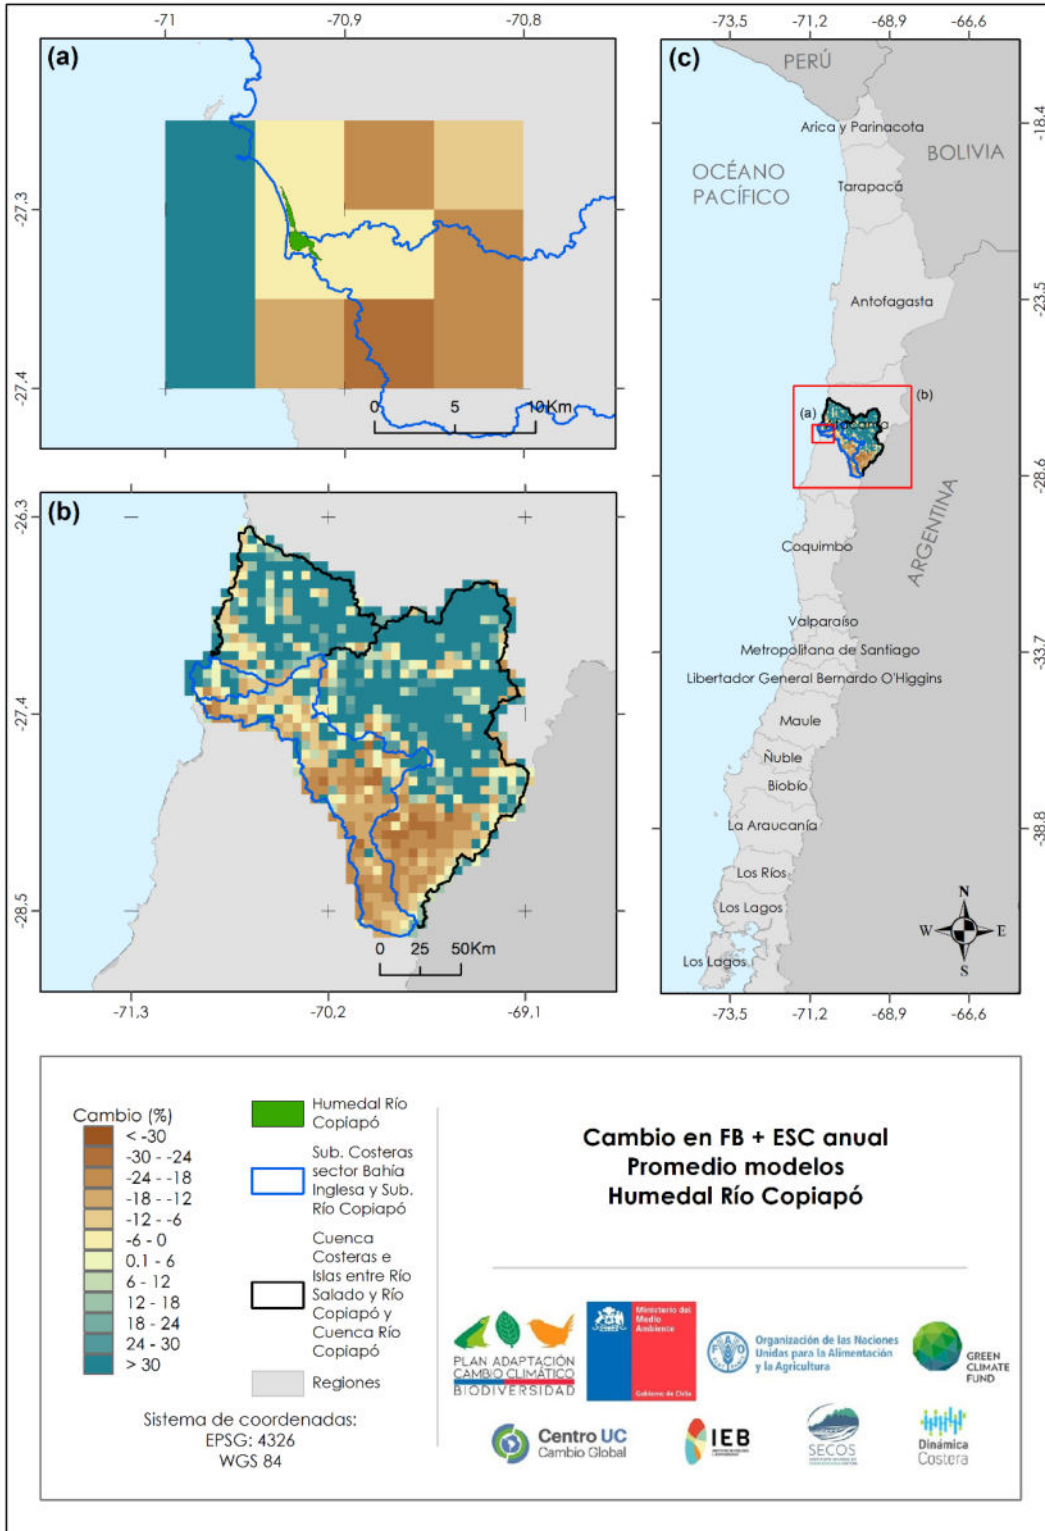 -71
-70,9
-70,8
(a)
-27.3
-27.4
0
5
10Km
(b)
-26.3
-27.4
-28.5
0
25
50Km
-71,3
-70,2
-69,1
-73,5
-71,2
-68,9
-66,6
(c)
PERÚ
Arica y Parinacota
BOLIVIA
OCÉANO
PACÍFICO
Tarapacá
Antofagasta
(b)
(a)
ARGENTINA
Coquimbo
Valparaíso
Metropolitana de Santiago
Libertador General Bernardo O'Higgins
Maule
Ñuble
Biobío
La Araucanía
Los Ríos
Los Lagos
Los Lagos
N
W
E
S
-18.4
-23.5
-28.6
-33.7
-38.8
-73,5
-71,2
-68,9
-66,6
Cambio (%)
< -30
-30 - -24
-24 - -18
-18 - -12
-12 - -6
-6 - 0
0.1 - 6
6 - 12
12 - 18
18 - 24
24 - 30
> 30
Humedal Río
Copiapó
Sub. Costeras
sector Bahía
Inglesa y Sub.
Río Copiapó
Cuenca
Costeras e
Islas entre Río
Salado y Río
Copiapó y
Cuenca Río
Copiapó
Regiones
Sistema de coordenadas:
EPSG: 4326
WGS 84
Cambio en FB + ESC anual
Promedio modelos
Humedal Río Copiapó
PLAN ADAPTACIÓN
CAMBIO CLIMÁTICO
BIODIVERSIDAD
Ministerio del
Medio
Ambiente
Gobierno de Chile
FAO
Organización de las Naciones
Unidas para la Alimentación
y la Agricultura
GREEN
CLIMATE
FUND
Centro UC
Cambio Global
IEB
SECOS
Dinámica
Costera